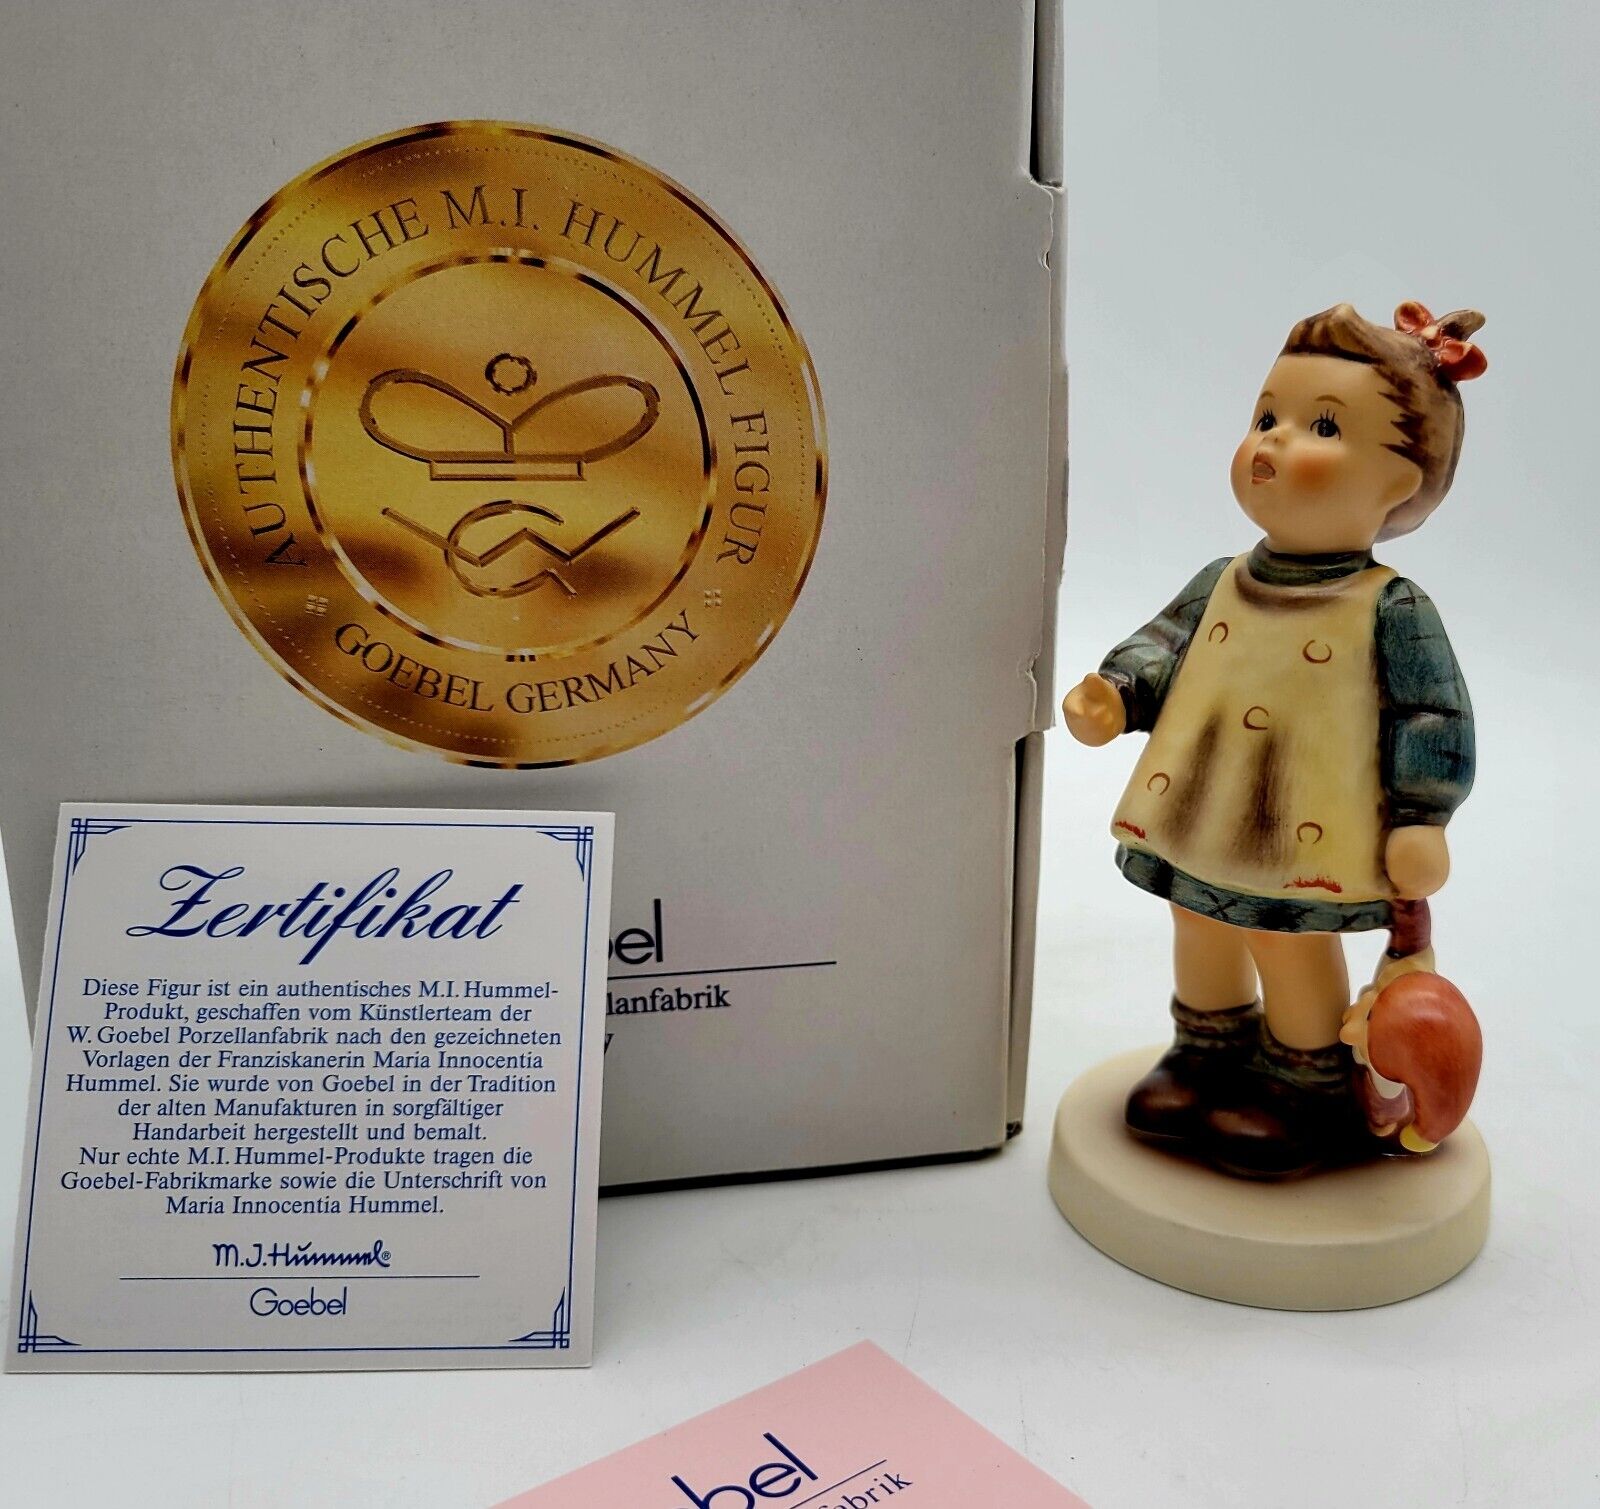 AUTHENTISCHE M.I. HUMMEL FIGUR
GOEBEL GERMANY
Zertifikat
Diese Figur ist ein authentisches M.I. Hummel-
Produkt, geschaffen vom Künstlerteam der
W. Goebel Porzellanfabrik nach den gezeichneten
Vorlagen der Franziskanerin Maria Innocentia
Hummel. Sie wurde von Goebel in der Tradition
der alten Manufakturen in sorgfältiger
Handarbeit hergestellt und bemalt.
Nur echte M.I. Hummel-Produkte tragen die
Goebel-Fabrikmarke sowie die Unterschrift von
Maria Innocentia Hummel.
M.J. Hummel®
Goebel
bel
lanfabrik
y
ebel
fabrik